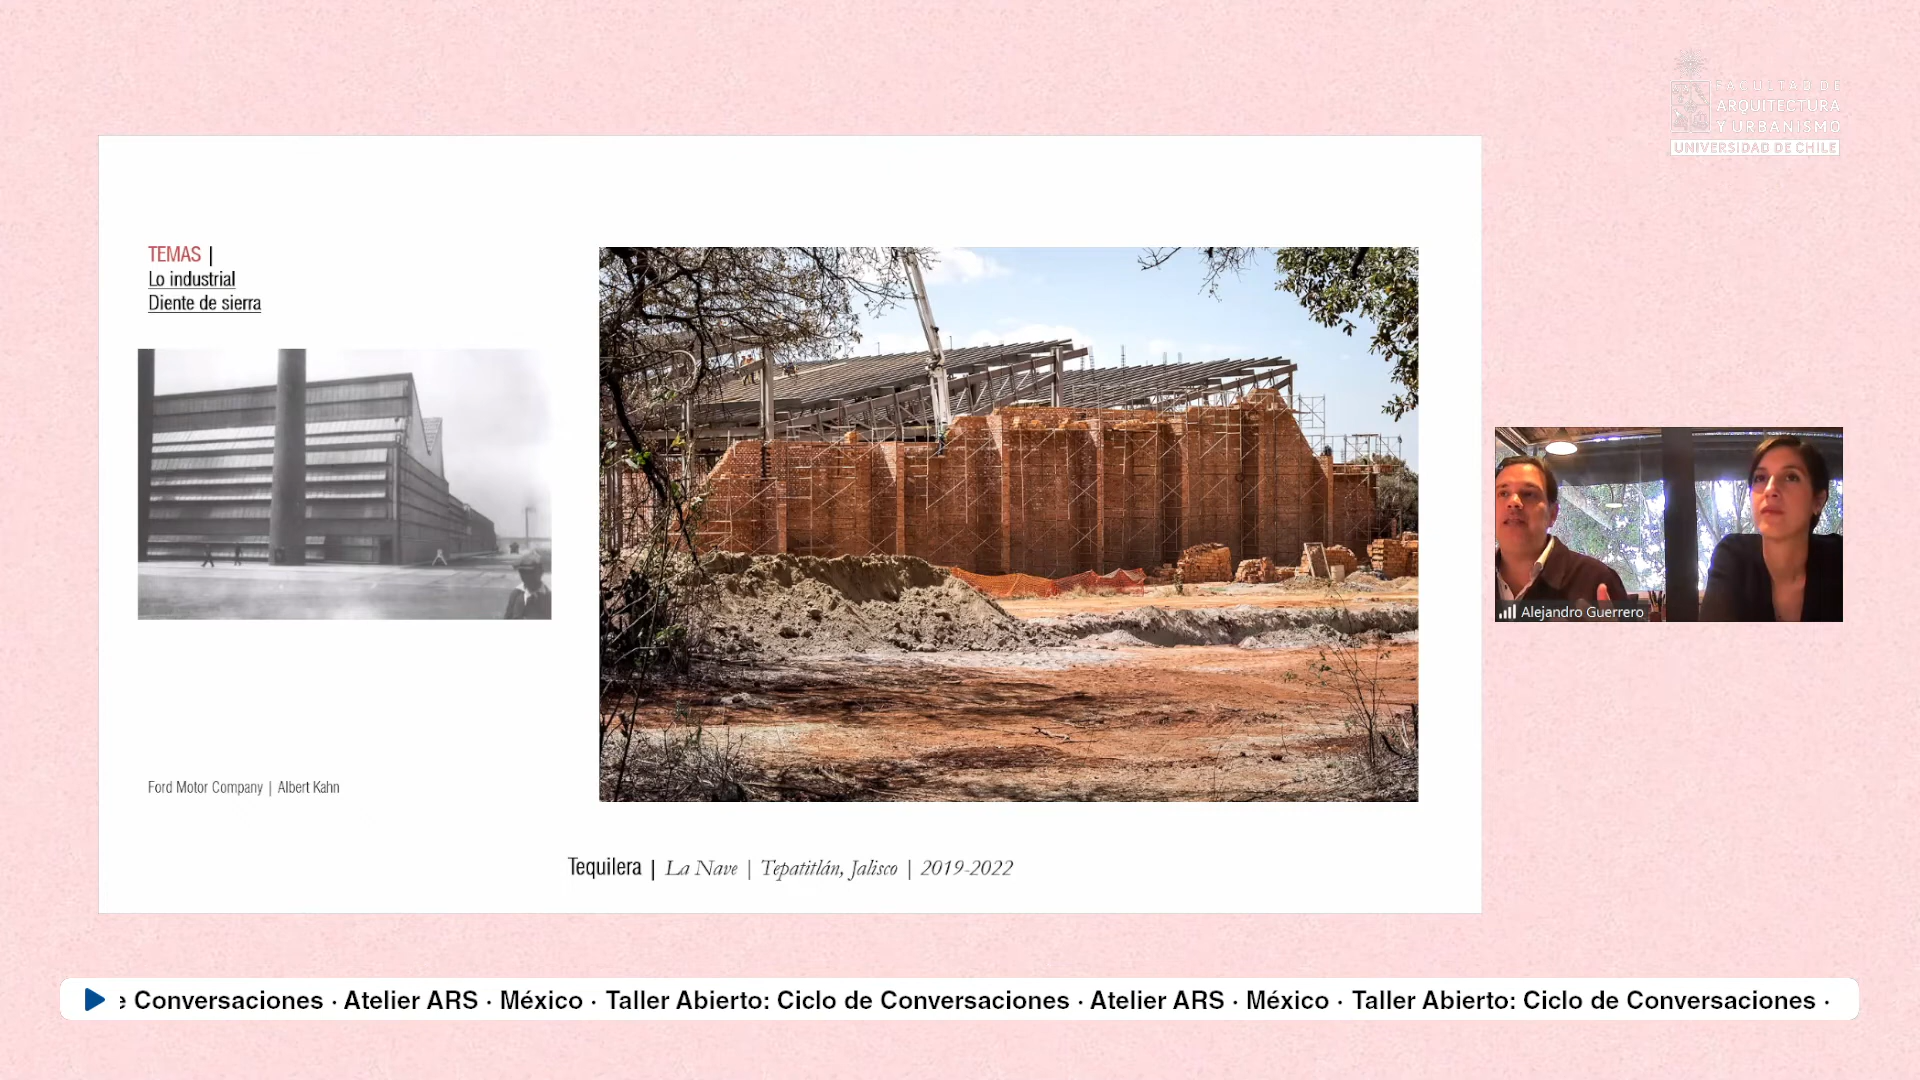 FACULTAD DE
ARQUITECTURA
Y URBANISMO
UNIVERSIDAD DE CHILE
TEMAS |
Lo industrial
Diente de sierra
Ford Motor Company | Albert Kahn
Tequilera | La Nave | Tepatitlán, Jalisco | 2019-2022
Alejandro Guerrero
e Conversaciones · Atelier ARS · México · Taller Abierto: Ciclo de Conversaciones · Atelier ARS · México · Taller Abierto: Ciclo de Conversaciones ·